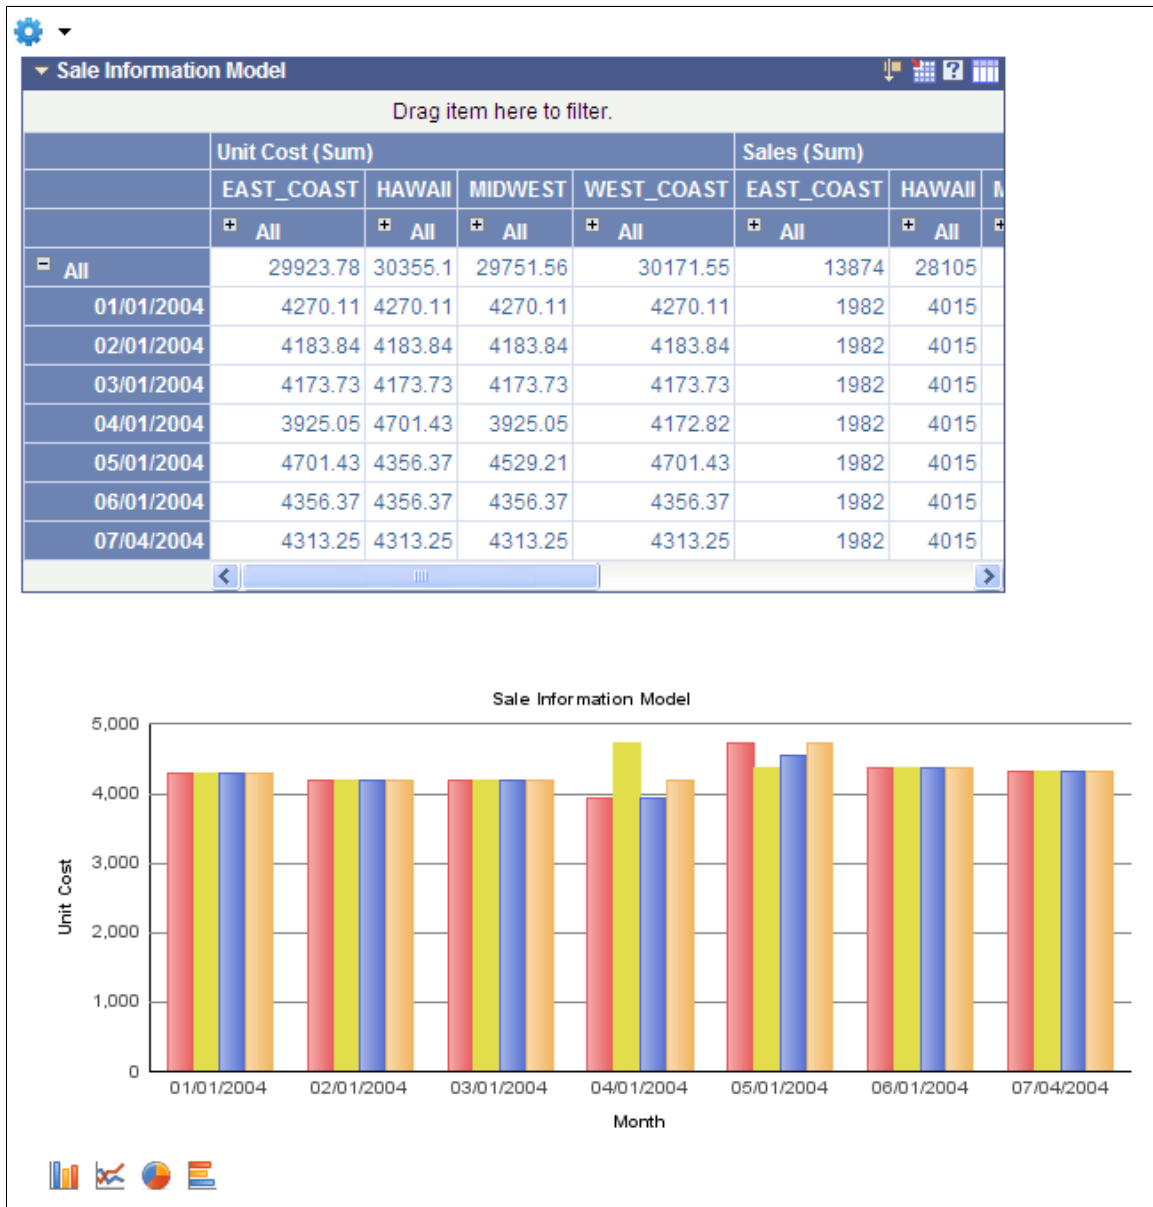 Sale Information Model
Drag item here to filter.
Unit Cost (Sum) Sales (Sum)
EAST_COAST HAWAII MIDWEST WEST_COAST EAST_COAST HAWAII
All All All All All All
All 29923.78 30355.1 29751.56 30171.55 13874 28105
01/01/2004 4270.11 4270.11 4270.11 4270.11 1982 4015
02/01/2004 4183.84 4183.84 4183.84 4183.84 1982 4015
03/01/2004 4173.73 4173.73 4173.73 4173.73 1982 4015
04/01/2004 3925.05 4701.43 3925.05 4172.82 1982 4015
05/01/2004 4701.43 4356.37 4529.21 4701.43 1982 4015
06/01/2004 4356.37 4356.37 4356.37 4356.37 1982 4015
07/04/2004 4313.25 4313.25 4313.25 4313.25 1982 4015
Sale Information Model
5,000
4,000
3,000
2,000
1,000
0
Unit Cost
01/01/2004 02/01/2004 03/01/2004 04/01/2004 05/01/2004 06/01/2004 07/04/2004
Month